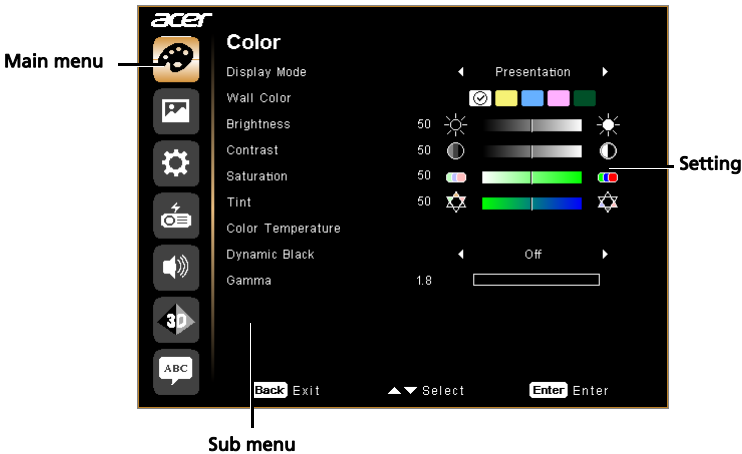 acer
Color
Main menu
Display Mode Presentation
Wall Color
Brightness 50
Contrast 50
Setting
Saturation 50
Tint 50
Color Temperature
Dynamic Black Off
Gamma 1.8
3D
ABC
Back Exit Select Enter Enter
Sub menu